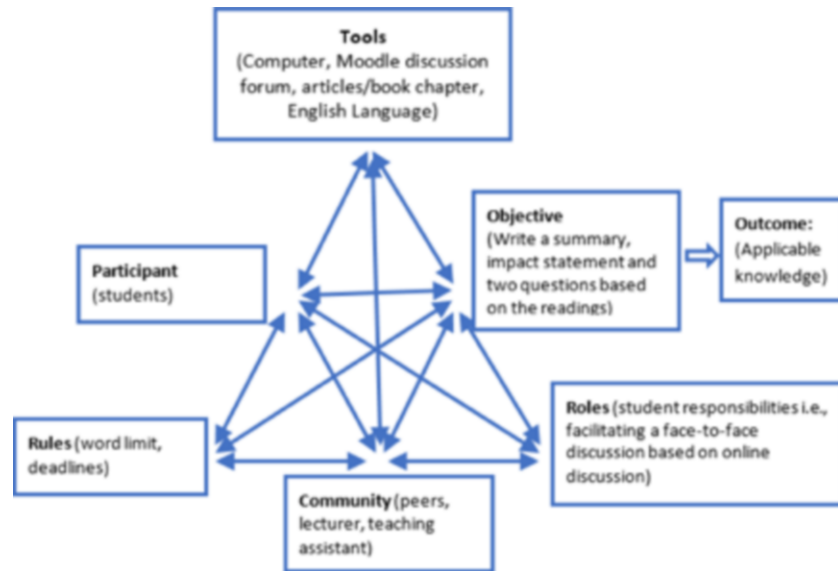 Tools
(Computer, Moodle discussion
forum, articles/book chapter,
English Language)
Participant
(students)
Objective
(Write a summary,
impact statement and
two questions based
on the readings)
Outcome:
(Applicable
knowledge)
Rules (word limit,
deadlines)
Community (peers,
lecturer, teaching
assistant)
Roles (student responsibilities i.e.,
facilitating a face-to-face
discussion based on online
discussion)